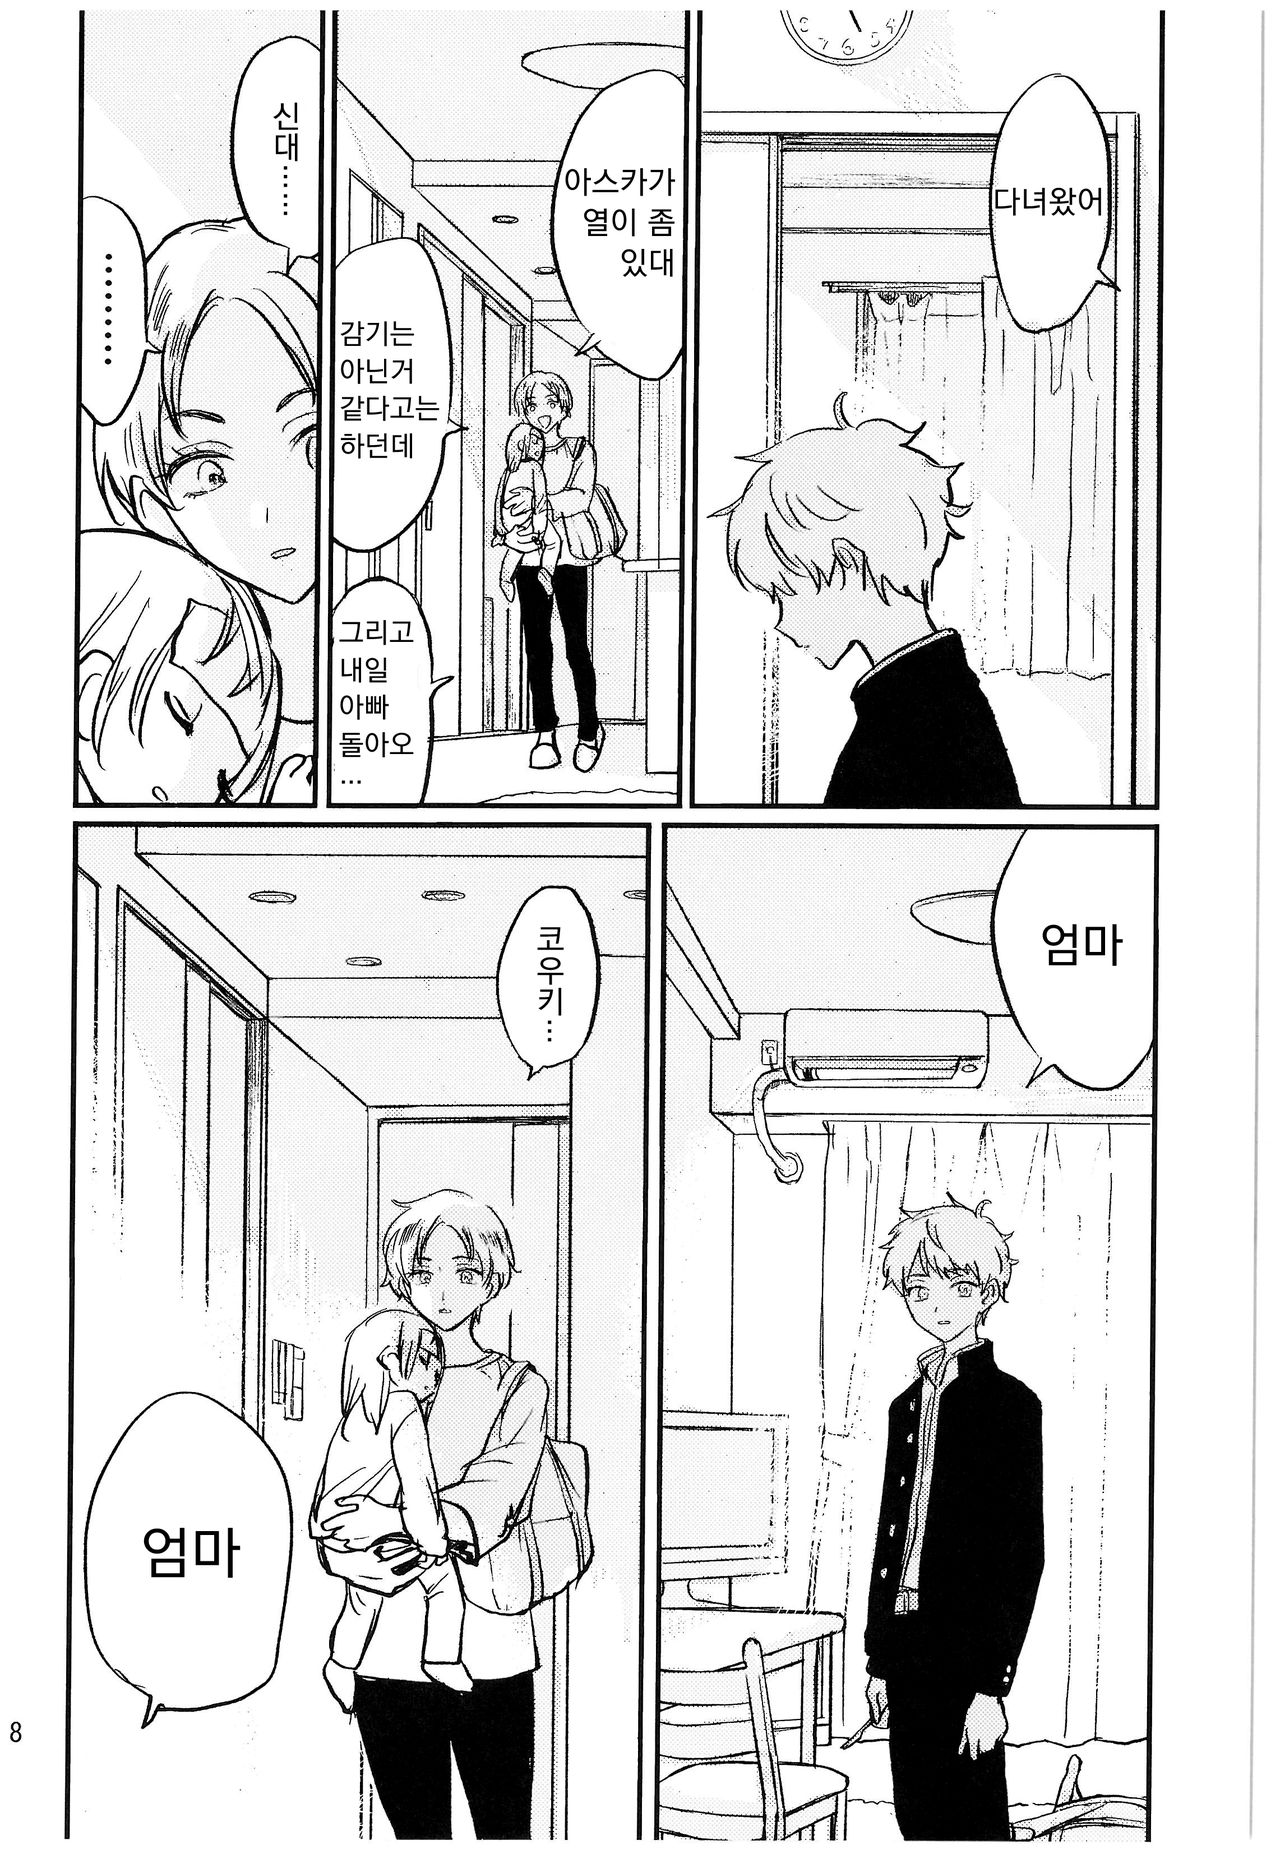 다녀왔어
아스카가
열이 좀
있대
감기는
아닌거
같다고는
하던데
그리고
내일
아빠
돌아오
…
신대……
………
엄마
코우키…
엄마
8